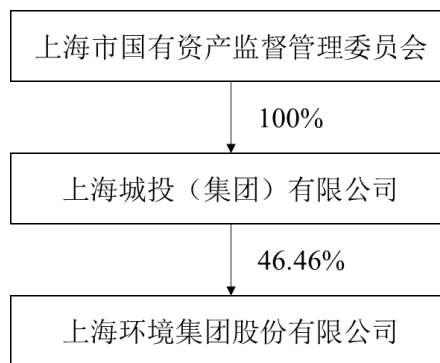 上海市国有资产监督管理委员会
100%
上海城投（集团）有限公司
46.46%
上海环境集团股份有限公司